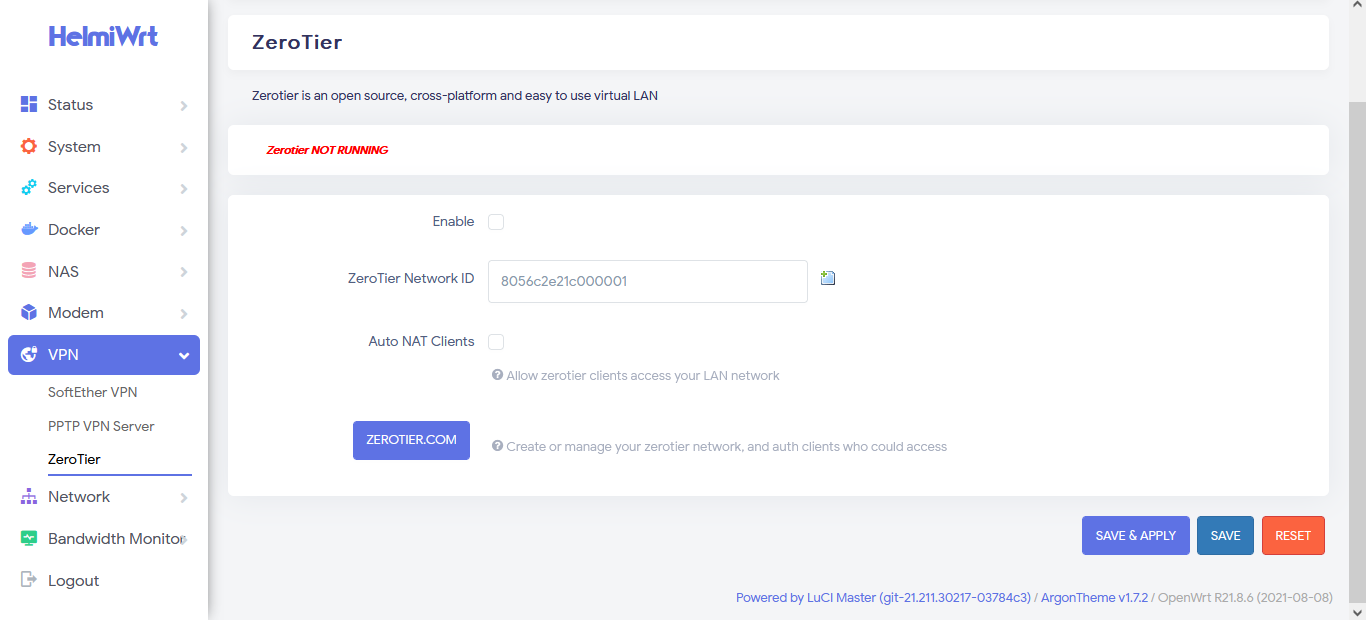 HelmiWrt
Status
System
Services
Docker
NAS
Modem
VPN
SoftEther VPN
PPTP VPN Server
ZeroTier
Network
Bandwidth Monitor
Logout
ZeroTier
Zerotier is an open source, cross-platform and easy to use virtual LAN
Zerotier NOT RUNNING
Enable
ZeroTier Network ID 8056c2e21c000001
Auto NAT Clients
Allow zerotier clients access your LAN network
ZEROTIER.COM Create or manage your zerotier network, and auth clients who could access
SAVE & APPLY SAVE RESET
Powered by LuCI Master (git-21.211.30217-03784c3) / ArgonTheme v1.7.2 / OpenWrt R21.8.6 (2021-08-08)